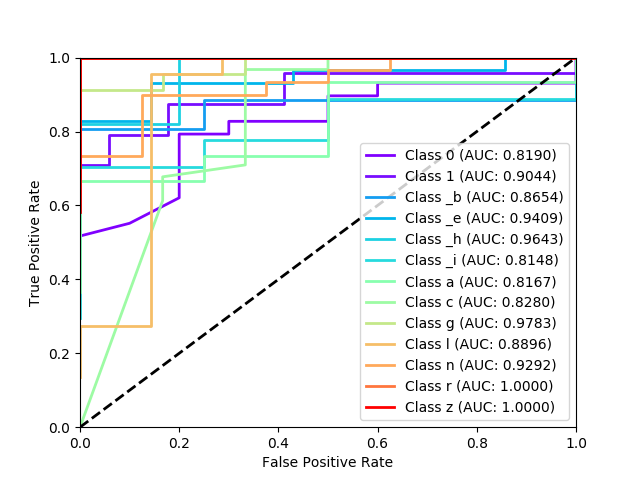 1.0
0.8
0.6
0.4
0.2
0.0
True Positive Rate
Class 0 (AUC: 0.8190)
Class 1 (AUC: 0.9044)
Class _b (AUC: 0.8654)
Class _e (AUC: 0.9409)
Class _h (AUC: 0.9643)
Class _i (AUC: 0.8148)
Class a (AUC: 0.8167)
Class c (AUC: 0.8280)
Class g (AUC: 0.9783)
Class l (AUC: 0.8896)
Class n (AUC: 0.9292)
Class r (AUC: 1.0000)
Class z (AUC: 1.0000)
0.0 0.2 0.4 0.6 0.8 1.0
False Positive Rate